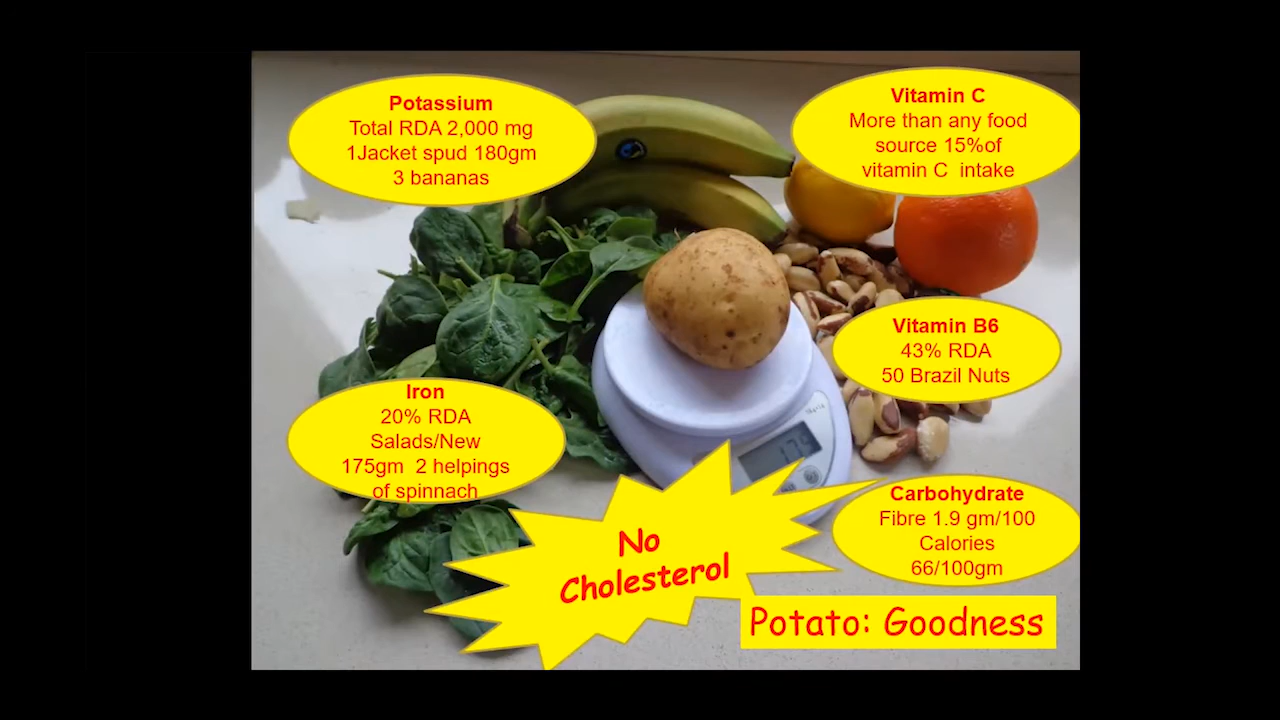 Potassium
Total RDA 2,000 mg
1Jacket spud 180gm
3 bananas
Vitamin C
More than any food
source 15%of
vitamin C  intake
Vitamin B6
43% RDA
50 Brazil Nuts
Iron
20% RDA
Salads/New
175gm  2 helpings
of spinnach
Carbohydrate
Fibre 1.9 gm/100
Calories
66/100gm
No
Cholesterol
Potato: Goodness